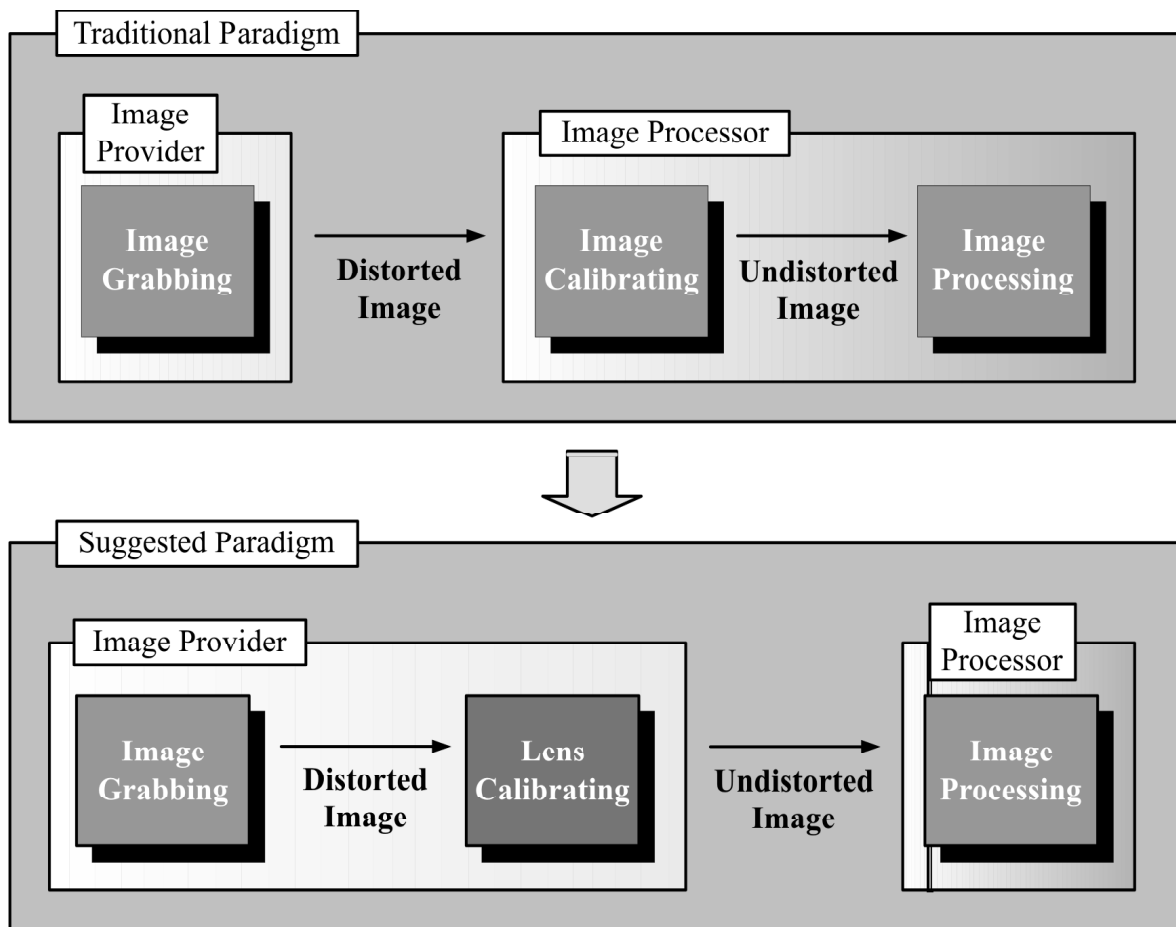 Traditional Paradigm
Image
Provider
Image Processor
Image
Grabbing
Distorted
Image
Image
Calibrating
Undistorted
Image
Image
Processing
Suggested Paradigm
Image Provider
Image
Processor
Image
Grabbing
Distorted
Image
Lens
Calibrating
Undistorted
Image
Image
Processing